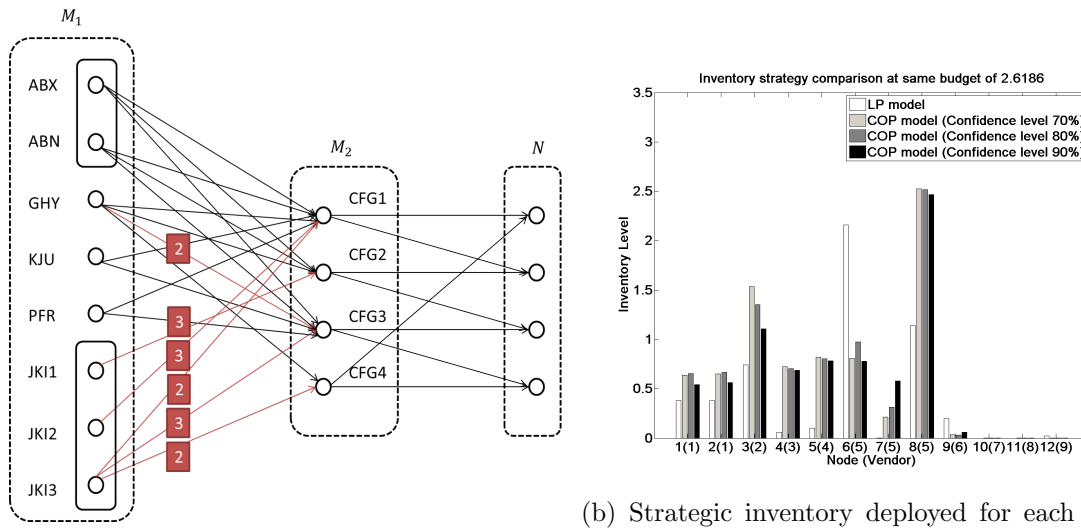 M₁
ABX
ABN
GHY
KJU
PFR
JKI1
JKI2
JKI3
2
3
3
2
3
2
M₂
CFG1
CFG2
CFG3
CFG4
N
Inventory strategy comparison at same budget of 2.6186
LP model
COP model (Confidence level 70%)
COP model (Confidence level 80%)
COP model (Confidence level 90%)
Inventory Level
3.5
3
2.5
2
1.5
1
0.5
0
1(1) 2(1) 3(2) 4(3) 5(4) 6(5) 7(5) 8(5) 9(6) 10(7) 11(8) 12(9)
Node (Vendor)
(b) Strategic inventory deployed for each